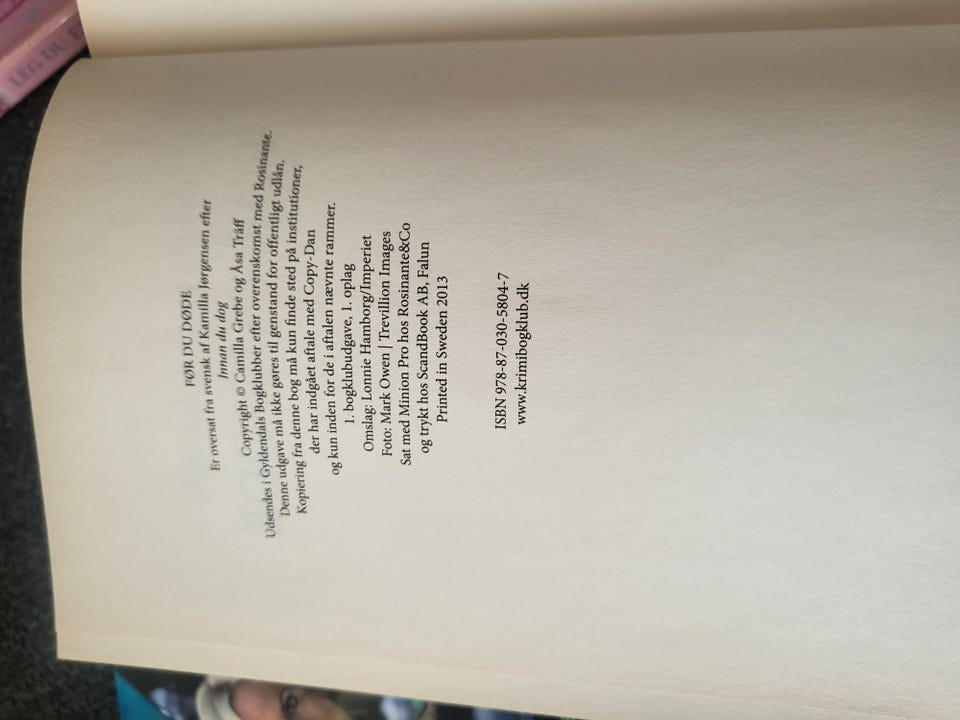 FØR DU DØDE
Er oversat fra svensk af Kamilla Jørgensen efter
Innan du dog
Copyright © Camilla Grebe og Åsa Träff
Udsendes i Gyldendals Bogklubber efter overenskomst med Rosinante.
Denne udgave må ikke gøres til genstand for offentligt udlån.
Kopiering fra denne bog må kun finde sted på institutioner,
der har indgået aftale med Copy-Dan
og kun inden for de i aftalen nævnte rammer.
1. bogklubudgave, 1. oplag
Omslag: Lonnie Hamborg/Imperiet
Foto: Mark Owen | Trevillion Images
Sat med Minion Pro hos Rosinante&Co
og trykt hos ScandBook AB, Falun
Printed in Sweden 2013
ISBN 978-87-030-5804-7
www.krimibogklub.dk
LEG DU